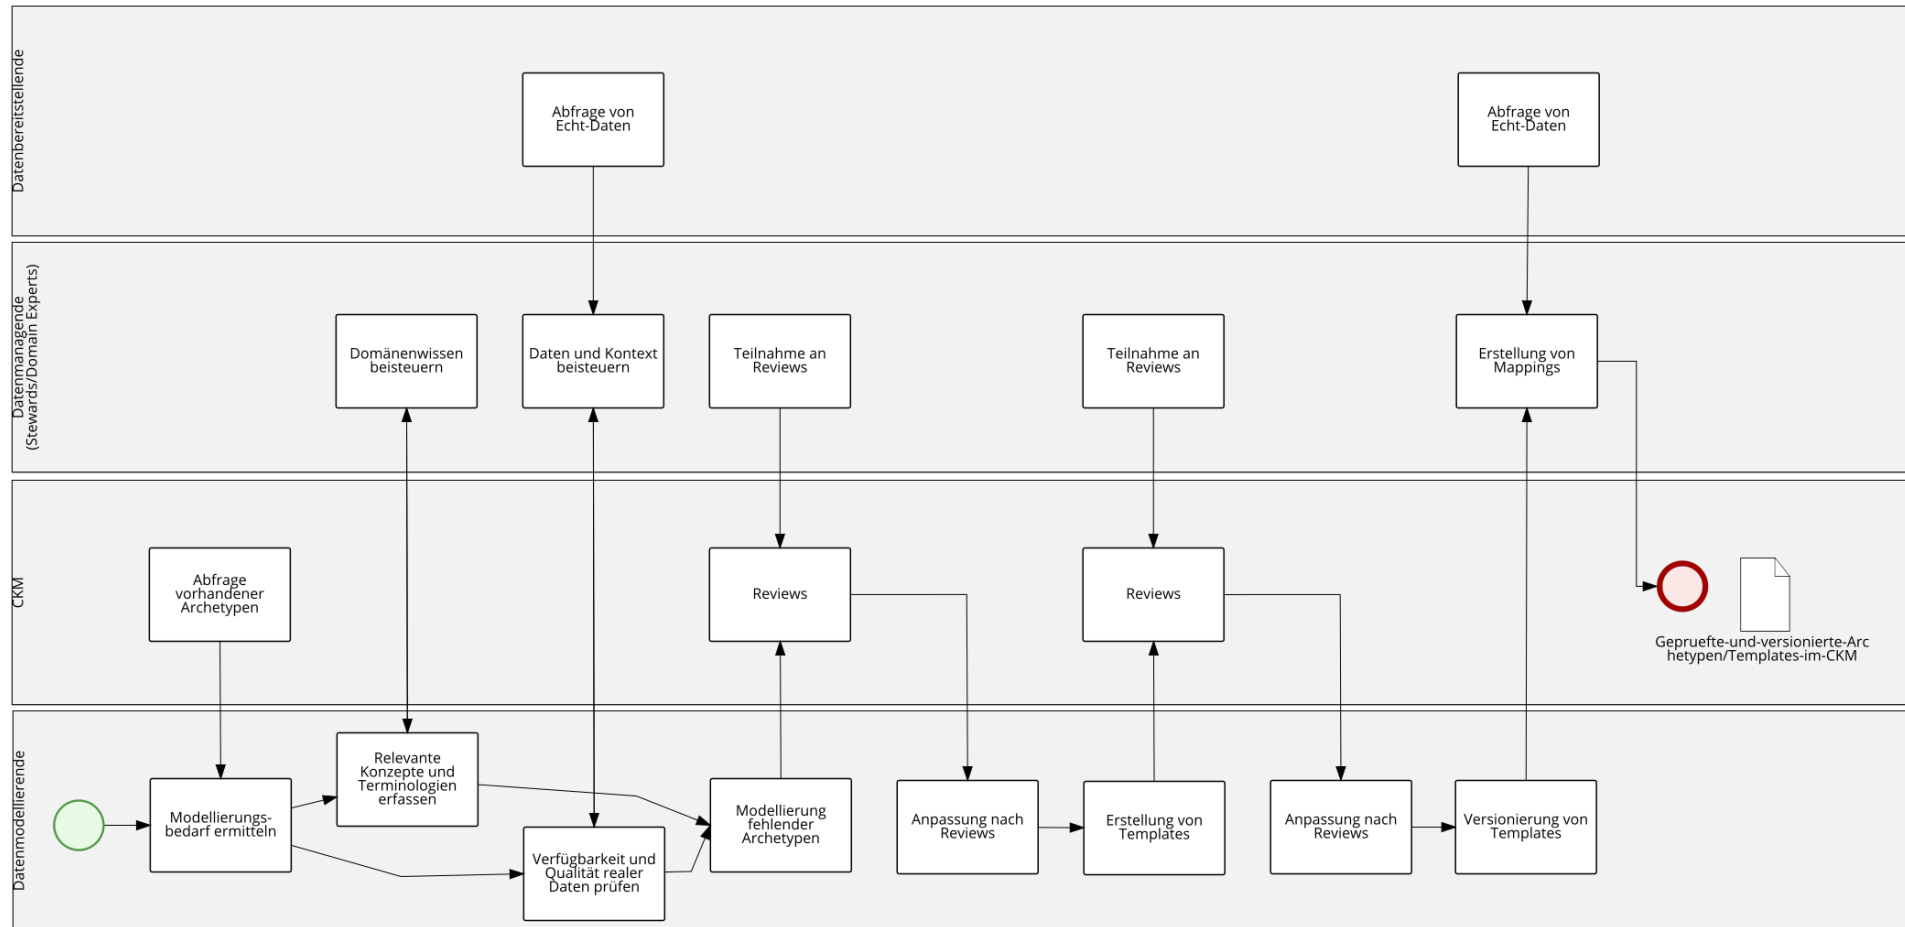 Datenbereitstellende
Abfrage von
Echt-Daten
Abfrage von
Echt-Daten
Datenmanagende
(Stewards/Domain Experts)
Domänenwissen
beisteuern
Daten und Kontext
beisteuern
Teilnahme an
Reviews
Teilnahme an
Reviews
Erstellung von
Mappings
CKM
Abfrage
vorhandener
Archetypen
Reviews
Reviews
Gepruefte-und-versionierte-Arc
hetypen/Templates-im-CKM
Datenmodellierende
Modellierungs-
bedarf ermitteln
Relevante
Konzepte und
Terminologien
erfassen
Verfügbarkeit und
Qualität realer
Daten prüfen
Modellierung
fehlender
Archetypen
Anpassung nach
Reviews
Erstellung von
Templates
Anpassung nach
Reviews
Versionierung von
Templates